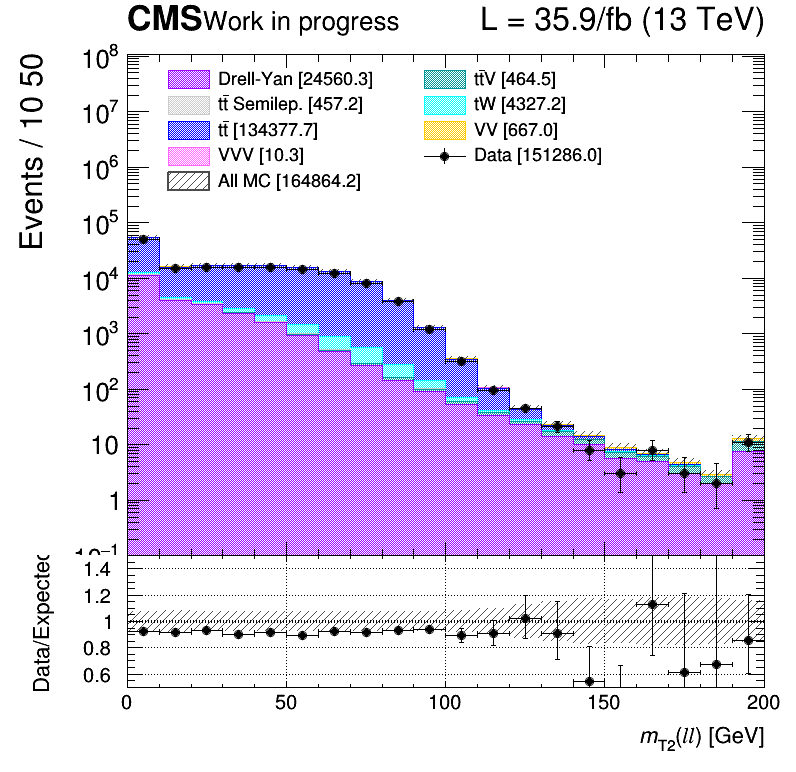 CMS Work in progress L = 35.9/fb (13 TeV)
Events / 10 50
10⁸
10⁷
10⁶
10⁵
10⁴
10³
10²
10
1
10⁻¹
Drell-Yan [24560.3]
tt̄ Semilep. [457.2]
tt̄ [134377.7]
VVV [10.3]
All MC [164864.2]
tt̄V [464.5]
tW [4327.2]
VV [667.0]
Data [151286.0]
Data/Expected
1.4
1.2
1
0.8
0.6
0 50 100 150 200
m_T2(ll) [GeV]